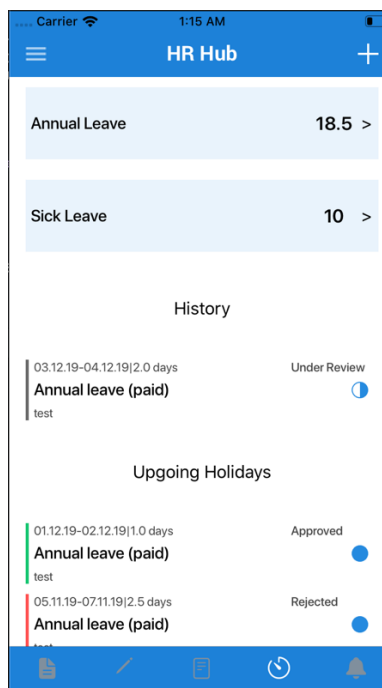 Carrier 1:15 AM
HR Hub
Annual Leave 18.5 >
Sick Leave 10 >
History
03.12.19-04.12.19|2.0 days Under Review
Annual leave (paid)
test
Upgoing Holidays
01.12.19-02.12.19|1.0 days Approved
Annual leave (paid)
test
05.11.19-07.11.19|2.5 days Rejected
Annual leave (paid)